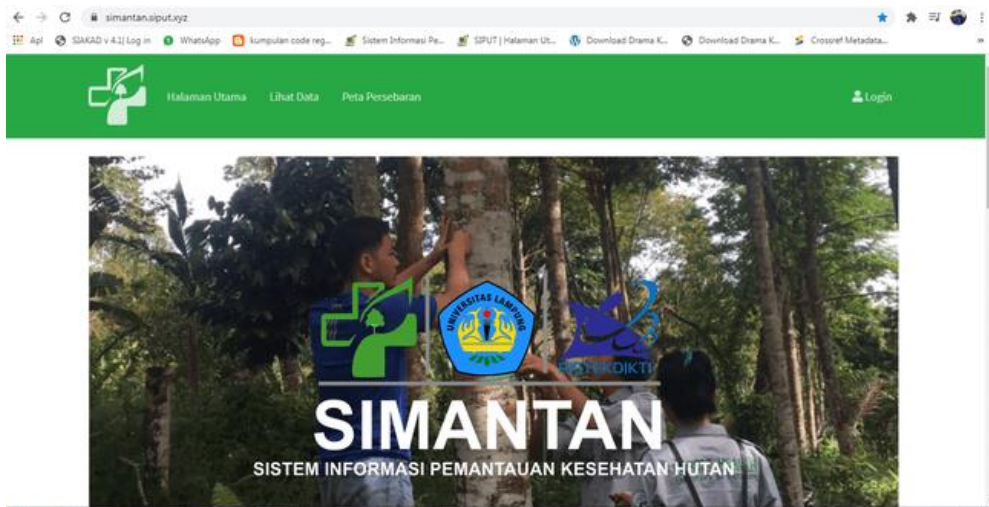 simantan.siput.xyz
Apl SIAKAD v 4.1| Log in WhatsApp kumpulan code reg... Sistem Informasi Pe... SIPUT | Halaman Ut... Download Drama K... Download Drama K... Crossref Metadata...
Halaman Utama Lihat Data Peta Persebaran Login
UNIVERSITAS LAMPUNG
RISTEKDIKTI
SIMANTAN
SISTEM INFORMASI PEMANTAUAN KESEHATAN HUTAN